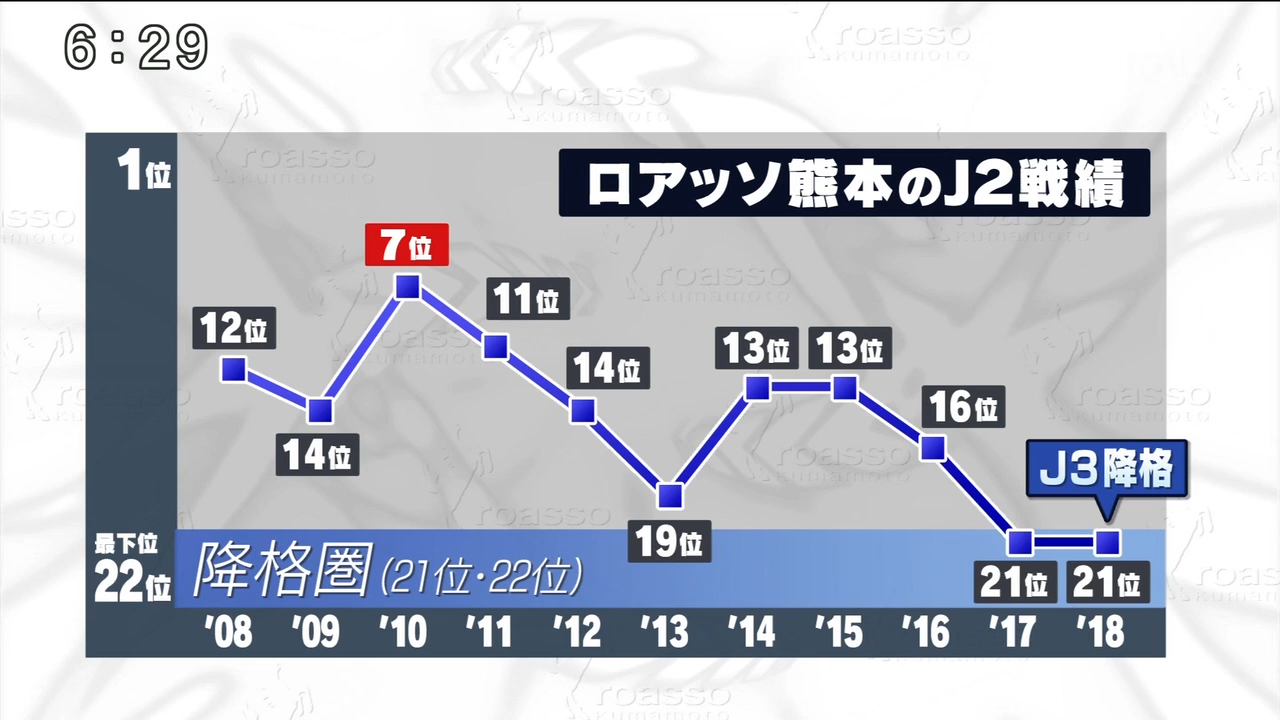 6:29
roasso
kumamoto
ロアッソ熊本のJ2戦績
1位
7位
12位
14位
11位
14位
19位
13位
13位
16位
21位
21位
J3降格
最下位
22位
降格圏(21位・22位)
'08 '09 '10 '11 '12 '13 '14 '15 '16 '17 '18